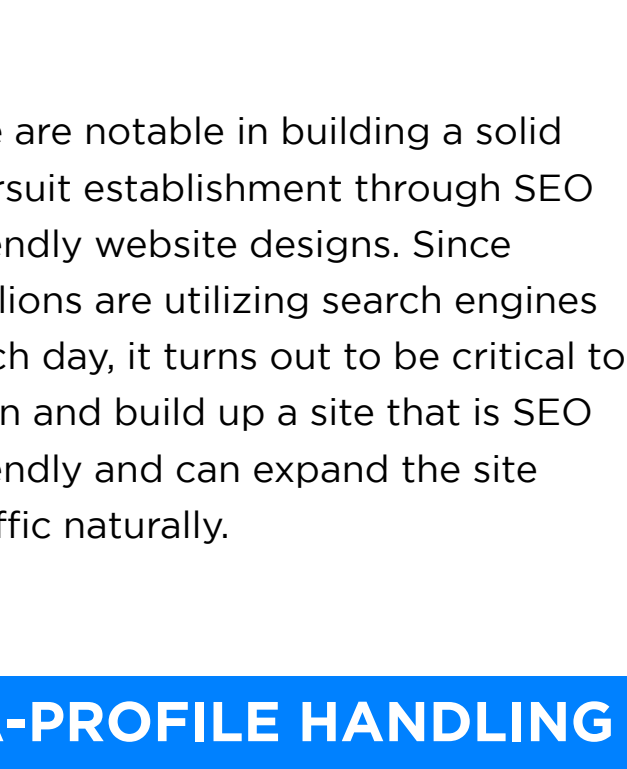 are notable in building a solid
rsuit establishment through SEO
endly website designs. Since
lions are utilizing search engines
ch day, it turns out to be critical to
n and build up a site that is SEO
endly and can expand the site
ffic naturally.
-PROFILE HANDLING